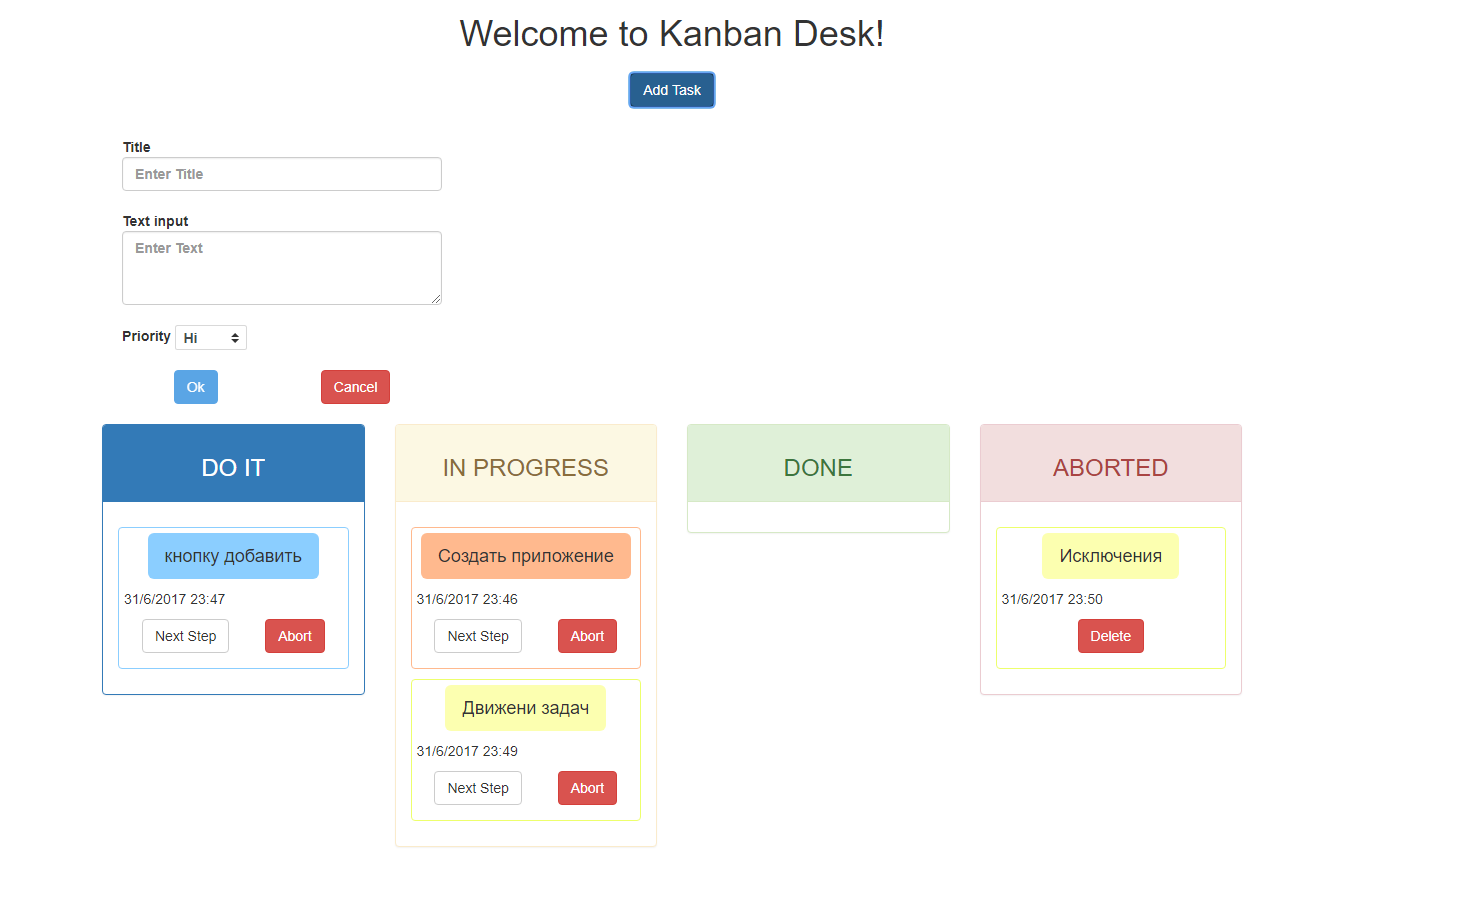 Welcome to Kanban Desk!
Add Task
Title
Enter Title
Text input
Enter Text
Priority Hi
Ok Cancel
DO IT
кнопку добавить
31/6/2017 23:47
Next Step Abort
IN PROGRESS
Создать приложение
31/6/2017 23:46
Next Step Abort
Движени задач
31/6/2017 23:49
Next Step Abort
DONE
ABORTED
Исключения
31/6/2017 23:50
Delete